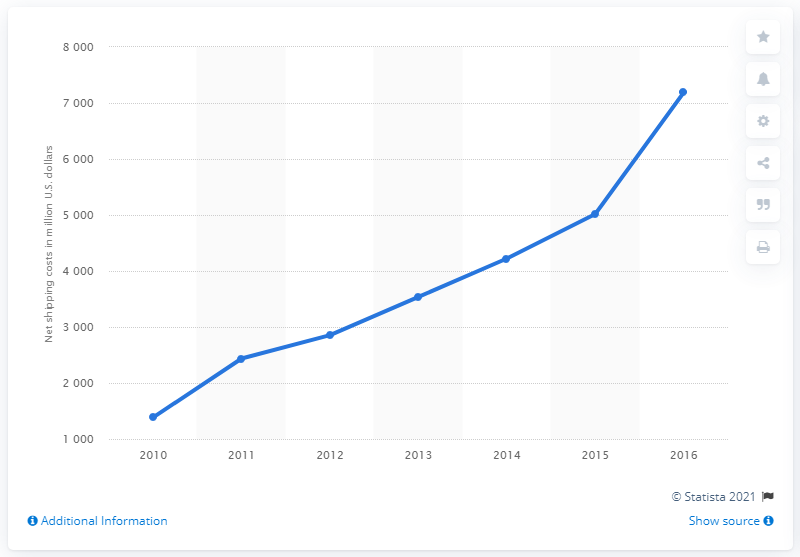 8 000
7 000
6 000
5 000
4 000
3 000
2 000
1 000
Net shipping costs in million U.S. dollars
2010 2011 2012 2013 2014 2015 2016
© Statista 2021
Additional Information
Show source